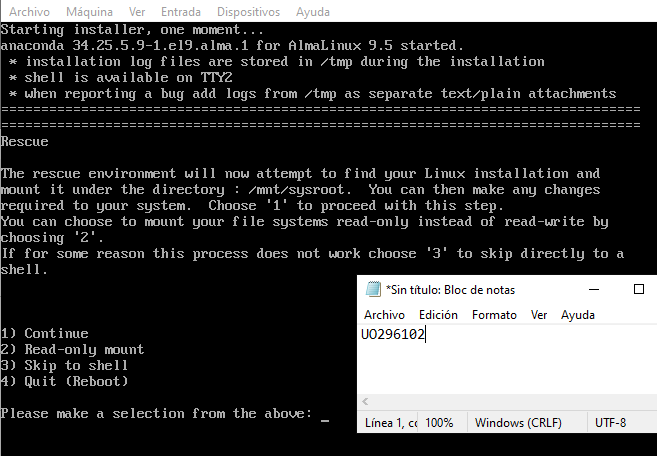 Archivo Máquina Ver Entrada Dispositivos Ayuda
Starting installer, one moment...
anaconda 34.25.5.9-1.el9.alma.1 for AlmaLinux 9.5 started.
* installation log files are stored in /tmp during the installation
* shell is available on TTY2
* when reporting a bug add logs from /tmp as separate text/plain attachments
================================================================================
================================================================================
Rescue
The rescue environment will now attempt to find your Linux installation and
mount it under the directory : /mnt/sysroot.  You can then make any changes
required to your system.  Choose '1' to proceed with this step.
You can choose to mount your file systems read-only instead of read-write by
choosing '2'.
If for some reason this process does not work choose '3' to skip directly to a
shell.
1) Continue
2) Read-only mount
3) Skip to shell
4) Quit (Reboot)
Please make a selection from the above: _
*Sin título: Bloc de notas
Archivo Edición Formato Ver Ayuda
UO296102
Línea 1, cc 100% Windows (CRLF) UTF-8